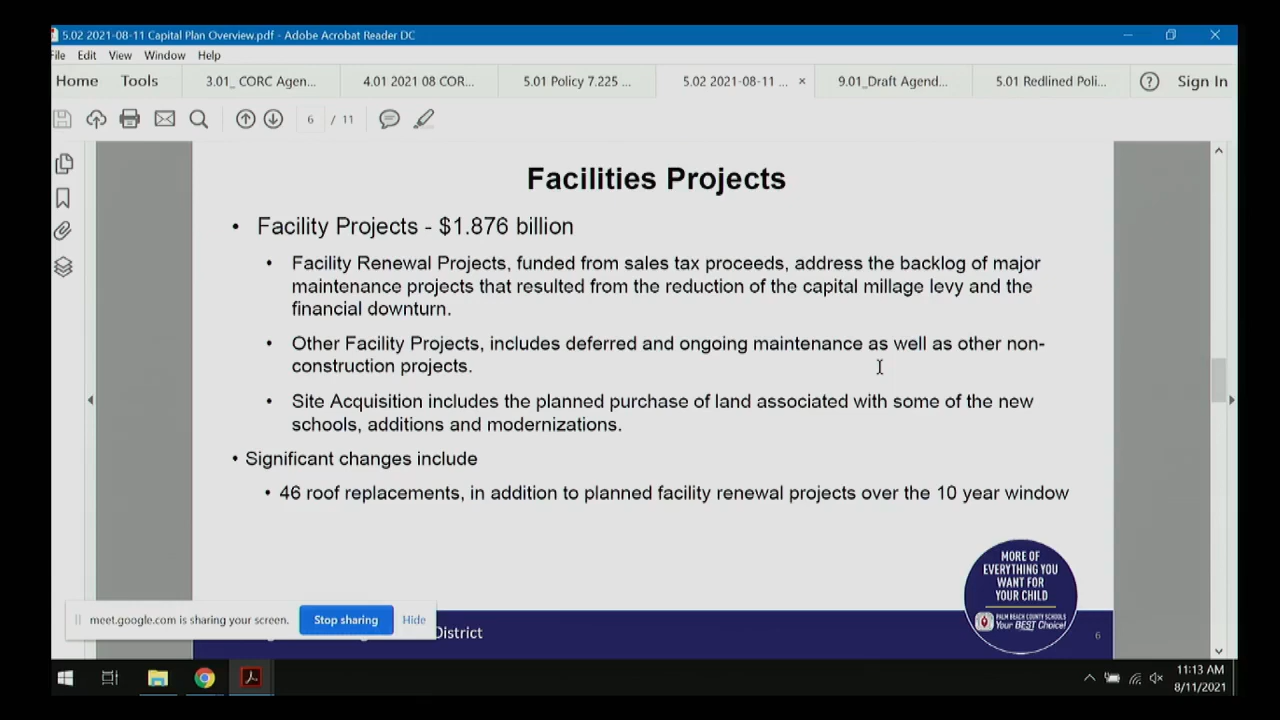 5.02 2021-08-11 Capital Plan Overview.pdf - Adobe Acrobat Reader DC
File Edit View Window Help
Home Tools 3.01_ CORC Agen... 4.01 2021 08 COR... 5.01 Policy 7.225 ... 5.02 2021-08-11 ... × 9.01_Draft Agend... 5.01 Redlined Poli... Sign In
6 / 11
Facilities Projects
• Facility Projects - $1.876 billion
• Facility Renewal Projects, funded from sales tax proceeds, address the backlog of major
maintenance projects that resulted from the reduction of the capital millage levy and the
financial downturn.
• Other Facility Projects, includes deferred and ongoing maintenance as well as other non-
construction projects.
• Site Acquisition includes the planned purchase of land associated with some of the new
schools, additions and modernizations.
• Significant changes include
• 46 roof replacements, in addition to planned facility renewal projects over the 10 year window
MORE OF
EVERYTHING YOU
WANT FOR
YOUR CHILD
PALM BEACH COUNTY SCHOOLS
Your BEST Choice!
meet.google.com is sharing your screen. Stop sharing Hide
District
6
11:13 AM
8/11/2021